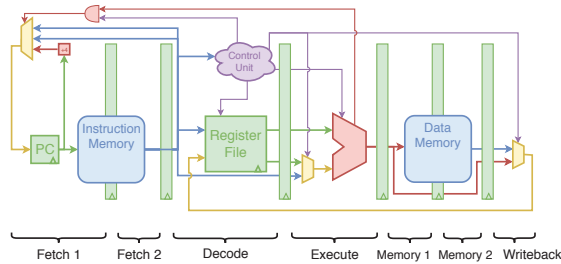 Control
Unit
Instruction
Memory
Data
Memory
Register
File
PC
Fetch 1
Fetch 2
Decode
Execute
Memory 1
Memory 2
Writeback